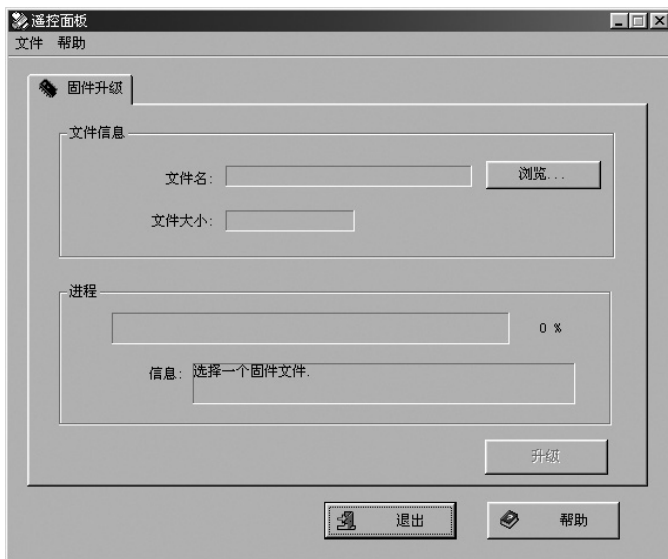 遥控面板
文件 帮助
固件升级
文件信息
文件名: 浏览...
文件大小:
进程
0 %
信息: 选择一个固件文件.
升级
退出 帮助